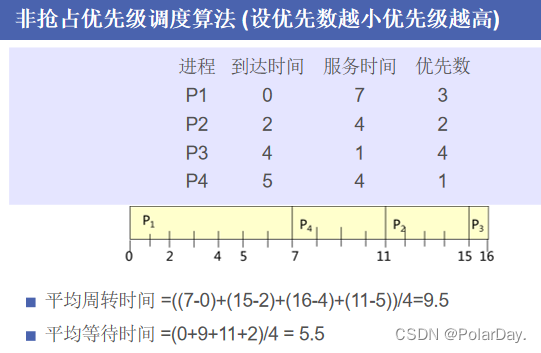 非抢占优先级调度算法 (设优先数越小优先级越高)
进程 到达时间 服务时间 优先数
P1 0 7 3
P2 2 4 2
P3 4 1 4
P4 5 4 1
P1 P4 P2 P3
0 2 4 5 7 11 15 16
平均周转时间 =((7-0)+(15-2)+(16-4)+(11-5))/4=9.5
平均等待时间 =(0+9+11+2)/4 = 5.5
CSDN @PolarDay.